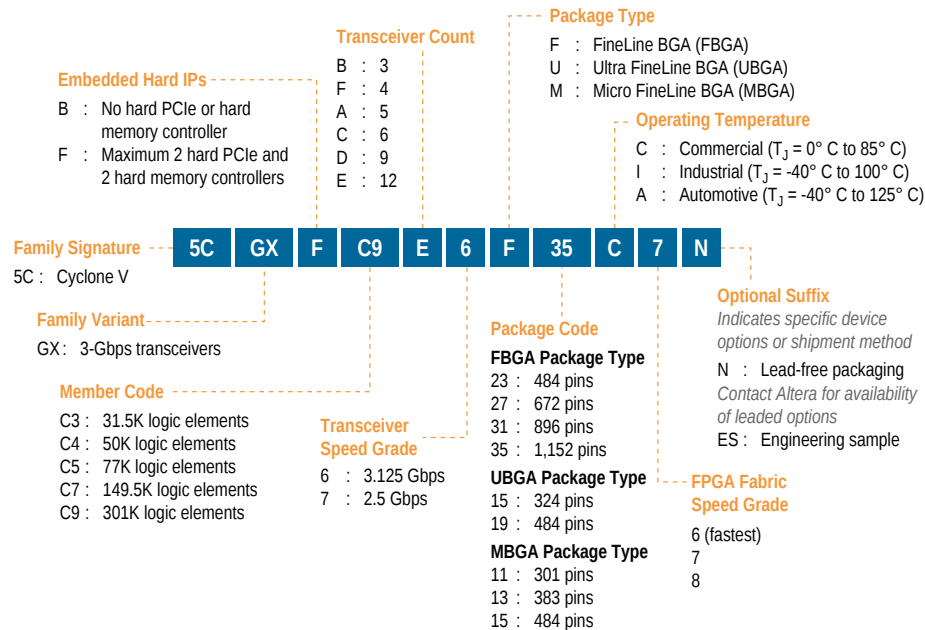 Package Type
F : FineLine BGA (FBGA)
U : Ultra FineLine BGA (UBGA)
M : Micro FineLine BGA (MBGA)
Transceiver Count
B : 3
F : 4
A : 5
C : 6
D : 9
E : 12
Embedded Hard IPs
B : No hard PCIe or hard
memory controller
F : Maximum 2 hard PCIe and
2 hard memory controllers
Operating Temperature
C : Commercial (TJ = 0° C to 85° C)
I : Industrial (TJ = -40° C to 100° C)
A : Automotive (TJ = -40° C to 125° C)
5C GX F C9 E 6 F 35 C 7 N
Family Signature
5C : Cyclone V
Family Variant
GX : 3-Gbps transceivers
Member Code
C3 : 31.5K logic elements
C4 : 50K logic elements
C5 : 77K logic elements
C7 : 149.5K logic elements
C9 : 301K logic elements
Transceiver
Speed Grade
6 : 3.125 Gbps
7 : 2.5 Gbps
Package Code
FBGA Package Type
23 : 484 pins
27 : 672 pins
31 : 896 pins
35 : 1,152 pins
UBGA Package Type
15 : 324 pins
19 : 484 pins
MBGA Package Type
11 : 301 pins
13 : 383 pins
15 : 484 pins
Optional Suffix
Indicates specific device
options or shipment method
N : Lead-free packaging
Contact Altera for availability
of leaded options
ES : Engineering sample
FPGA Fabric
Speed Grade
6 (fastest)
7
8